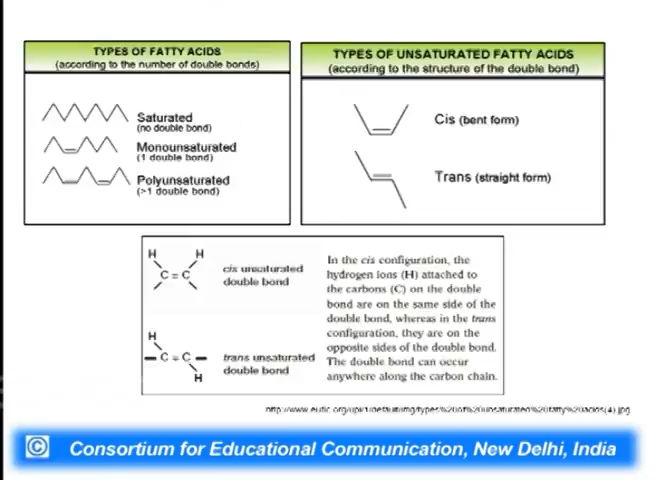 TYPES OF FATTY ACIDS
(according to the number of double bonds)
Saturated
(no double bond)
Monounsaturated
(1 double bond)
Polyunsaturated
(>1 double bond)
TYPES OF UNSATURATED FATTY ACIDS
(according to the structure of the double bond)
Cis (bent form)
Trans (straight form)
H H
C = C
cis unsaturated
double bond
H
C = C
H
trans unsaturated
double bond
In the cis configuration, the
hydrogen ions (H) attached to
the carbons (C) on the double
bond are on the same side of the
double bond, whereas in the trans
configuration, they are on the
opposite sides of the double bond.
The double bond can occur
anywhere along the carbon chain.
© Consortium for Educational Communication, New Delhi, India